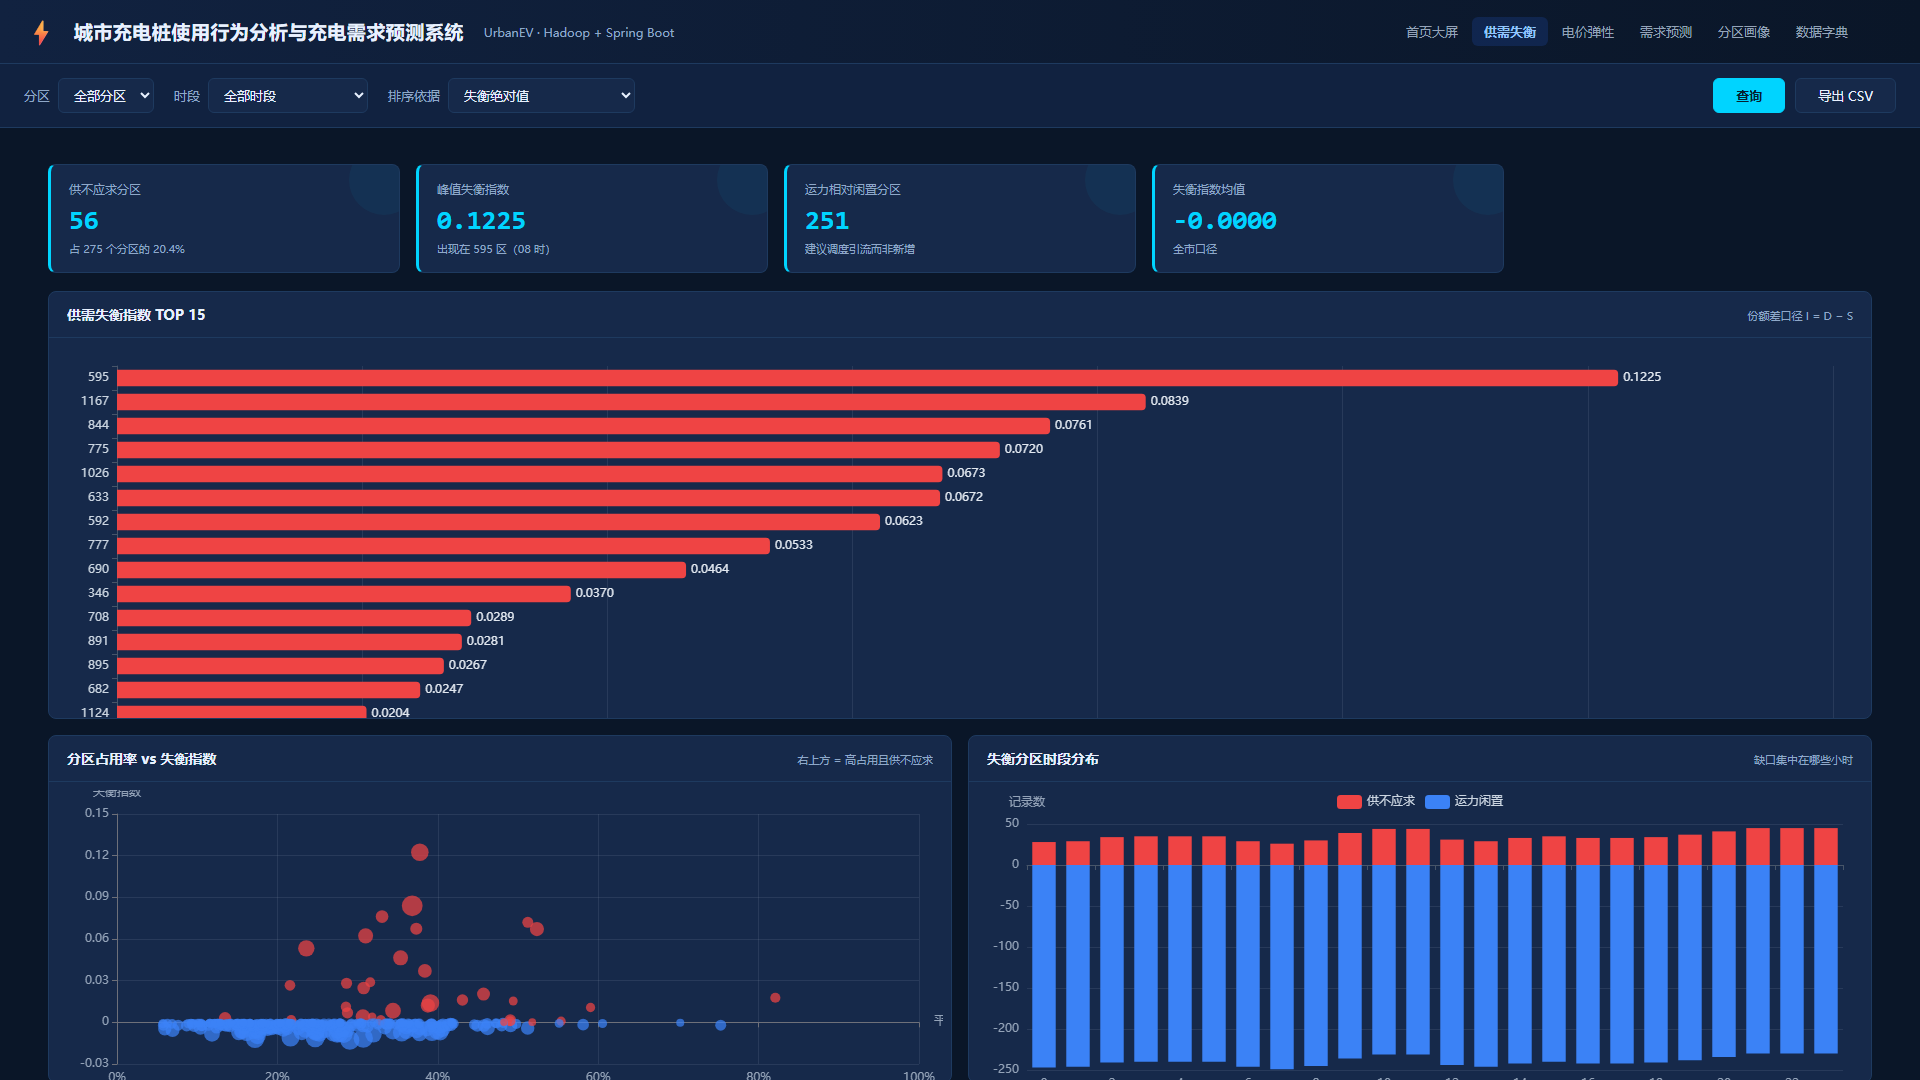 城市充电桩使用行为分析与充电需求预测系统
UrbanEV · Hadoop + Spring Boot
首页大屏
供需失衡
电价弹性
需求预测
分区画像
数据字典
分区
全部分区
时段
全部时段
排序依据
失衡绝对值
查询
导出 CSV
供不应求分区
56
占 275 个分区的 20.4%
峰值失衡指数
0.1225
出现在 595 区（08 时）
运力相对闲置分区
251
建议调度引流而非新增
失衡指数均值
-0.0000
全市口径
供需失衡指数 TOP 15
份额差口径 I = D − S
595 0.1225
1167 0.0839
844 0.0761
775 0.0720
1026 0.0673
633 0.0672
592 0.0623
777 0.0533
690 0.0464
346 0.0370
708 0.0289
891 0.0281
895 0.0267
682 0.0247
1124 0.0204
分区占用率 vs 失衡指数
右上方 = 高占用且供不应求
失衡指数
0.15
0.12
0.09
0.06
0.03
0
-0.03
0% 20% 40% 60% 80% 100%
失衡分区时段分布
缺口集中在哪些小时
记录数
供不应求
运力闲置
50
0
-50
-100
-150
-200
-250